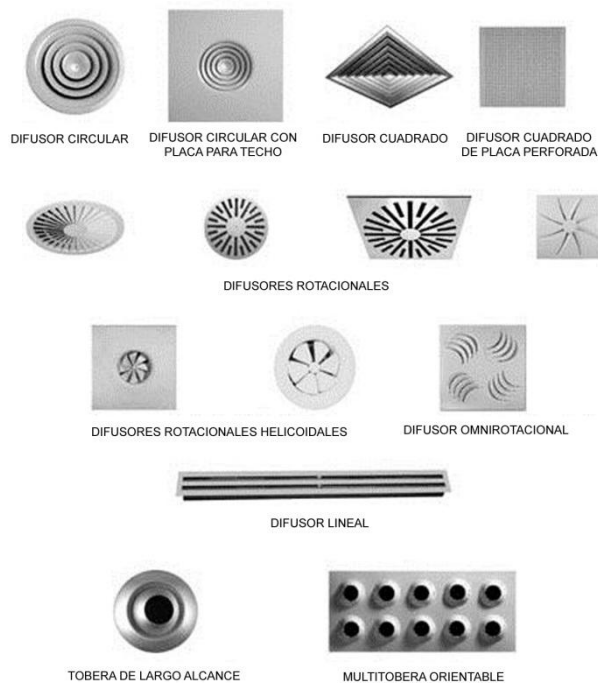 DIFUSOR CIRCULAR
DIFUSOR CIRCULAR CON
PLACA PARA TECHO
DIFUSOR CUADRADO
DIFUSOR CUADRADO
DE PLACA PERFORADA
DIFUSORES ROTACIONALES
DIFUSORES ROTACIONALES HELICOIDALES
DIFUSOR OMNIROTACIONAL
DIFUSOR LINEAL
TOBERA DE LARGO ALCANCE
MULTITOBERA ORIENTABLE